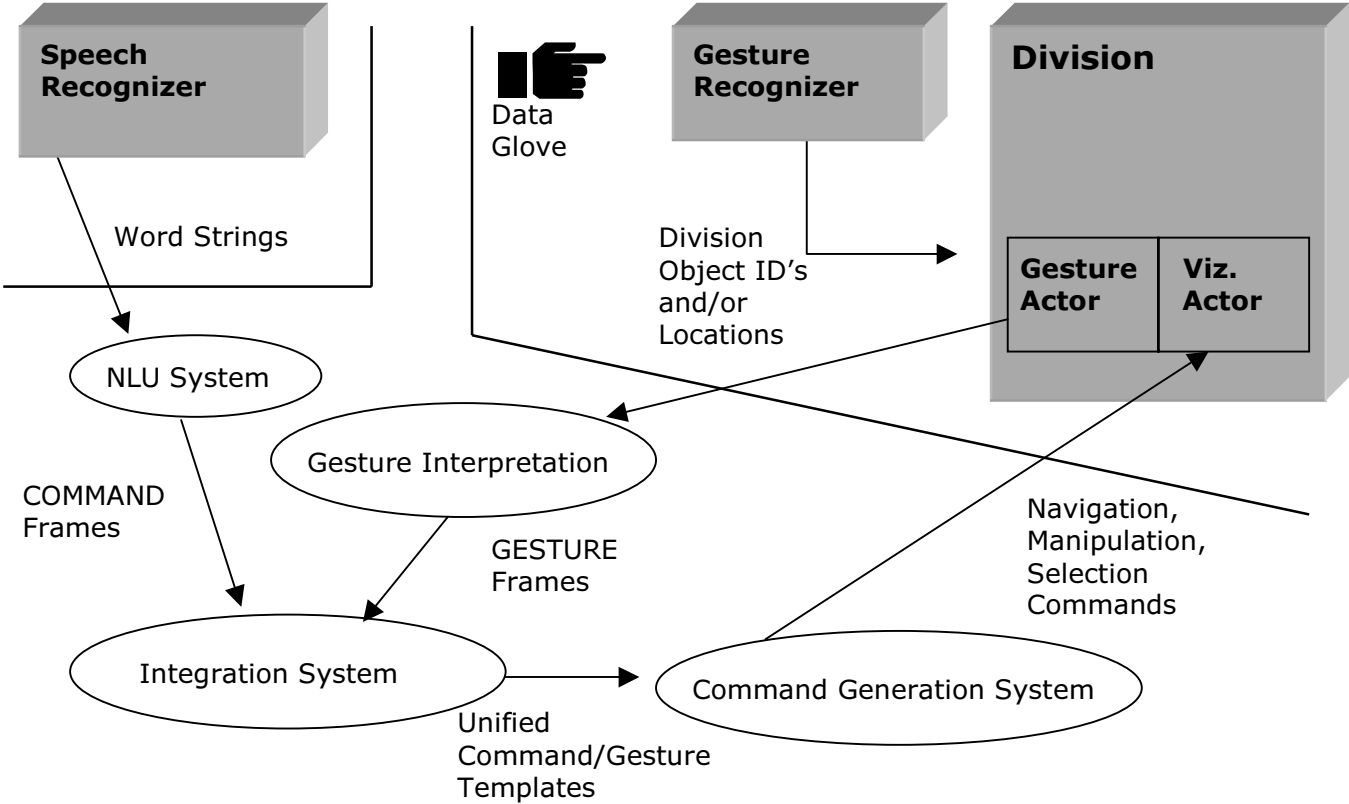 Speech
Recognizer
Data
Glove
Gesture
Recognizer
Division
Word Strings
Division
Object ID's
and/or
Locations
Gesture
Actor
Viz.
Actor
NLU System
Gesture Interpretation
COMMAND
Frames
GESTURE
Frames
Navigation,
Manipulation,
Selection
Commands
Integration System
Command Generation System
Unified
Command/Gesture
Templates